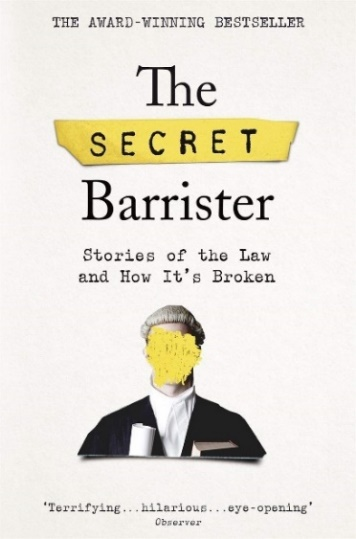 THE AWARD-WINNING BESTSELLER
The
SECRET
Barrister
Stories of the Law
and How It's Broken
'Terrifying...hilarious...eye-opening'
Observer